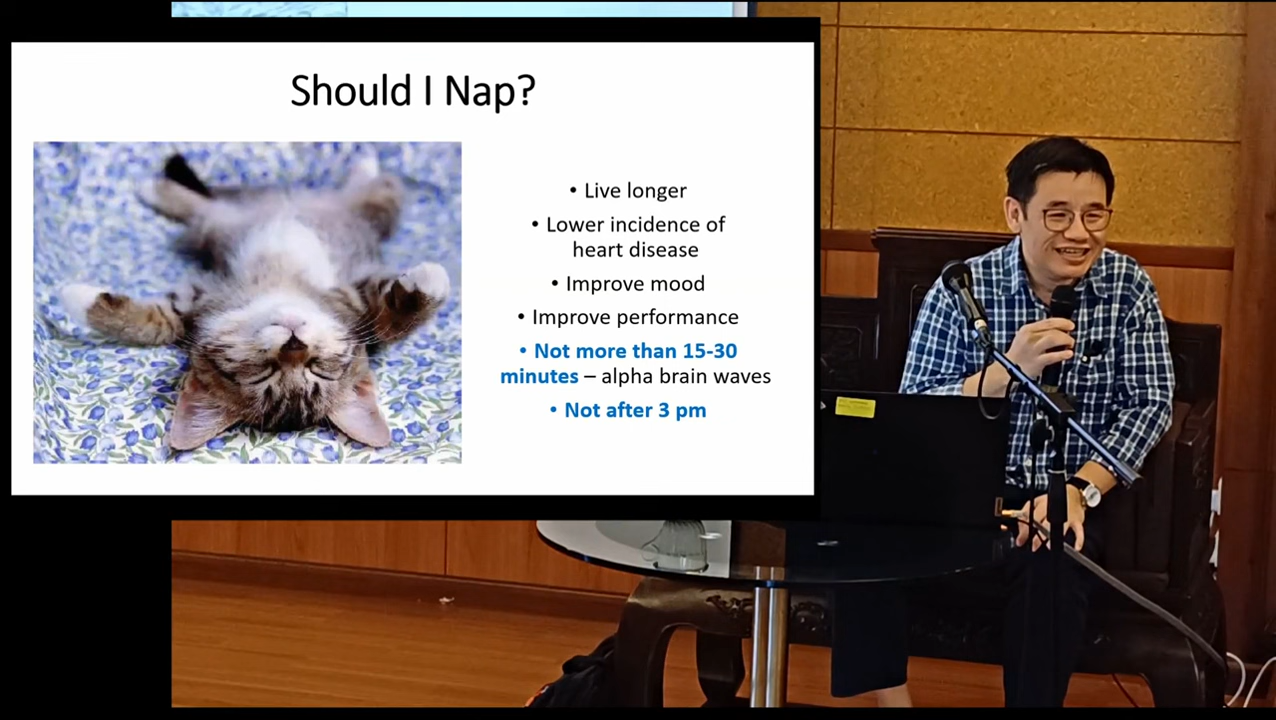 Should I Nap?
• Live longer
• Lower incidence of
heart disease
• Improve mood
• Improve performance
• Not more than 15-30
minutes – alpha brain waves
• Not after 3 pm